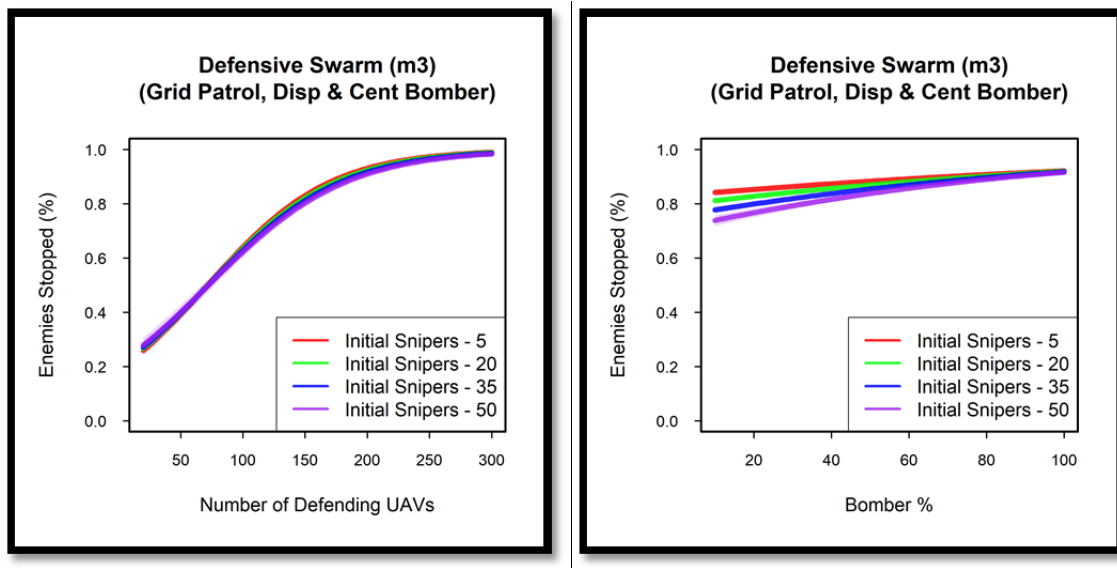 Defensive Swarm (m3)
(Grid Patrol, Disp & Cent Bomber)
Enemies Stopped (%)
1.0
0.8
0.6
0.4
0.2
0.0
Initial Snipers - 5
Initial Snipers - 20
Initial Snipers - 35
Initial Snipers - 50
50 100 150 200 250 300
Number of Defending UAVs
Defensive Swarm (m3)
(Grid Patrol, Disp & Cent Bomber)
Enemies Stopped (%)
1.0
0.8
0.6
0.4
0.2
0.0
Initial Snipers - 5
Initial Snipers - 20
Initial Snipers - 35
Initial Snipers - 50
20 40 60 80 100
Bomber %